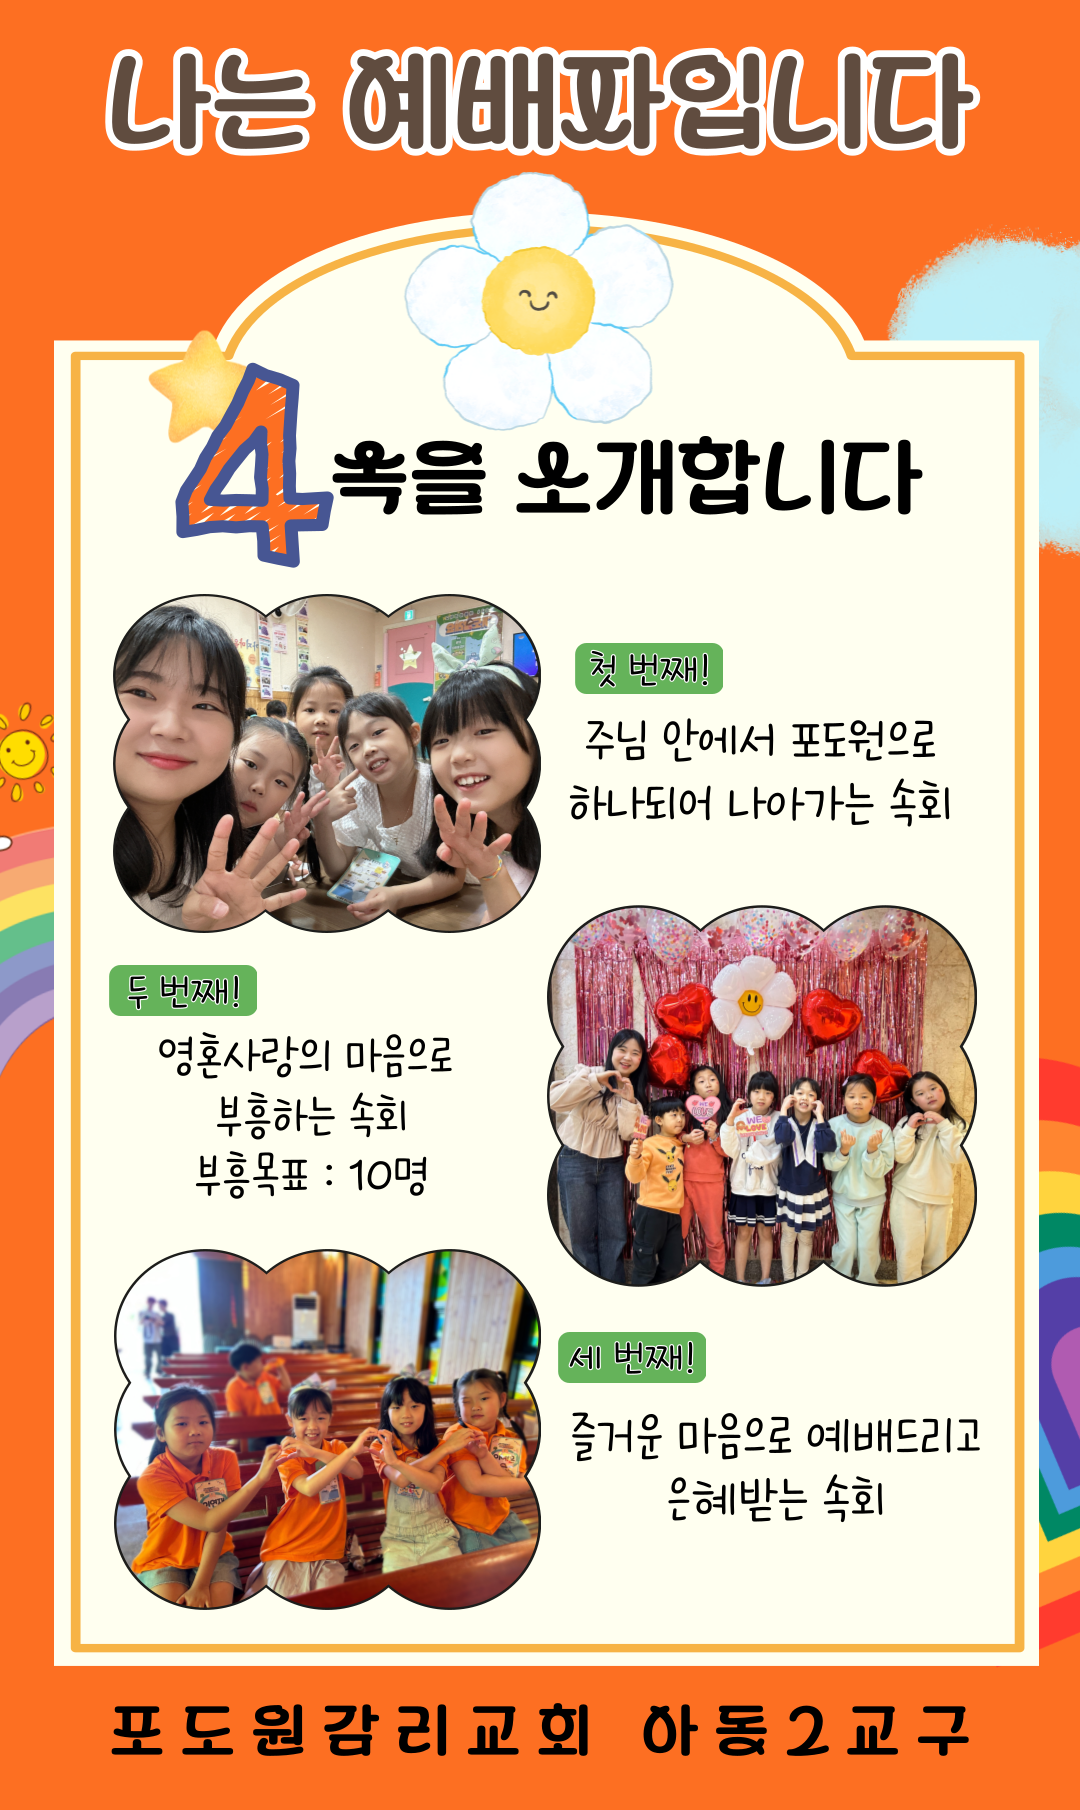 나는 예배파입니다
4속을 소개합니다
첫 번째!
주님 안에서 포도원으로
하나되어 나아가는 속회
두 번째!
영혼사랑의 마음으로
부흥하는 속회
부흥목표 : 10명
WE
LOVE
세 번째!
즐거운 마음으로 예배드리고
은혜받는 속회
포도원감리교회 아동2교구